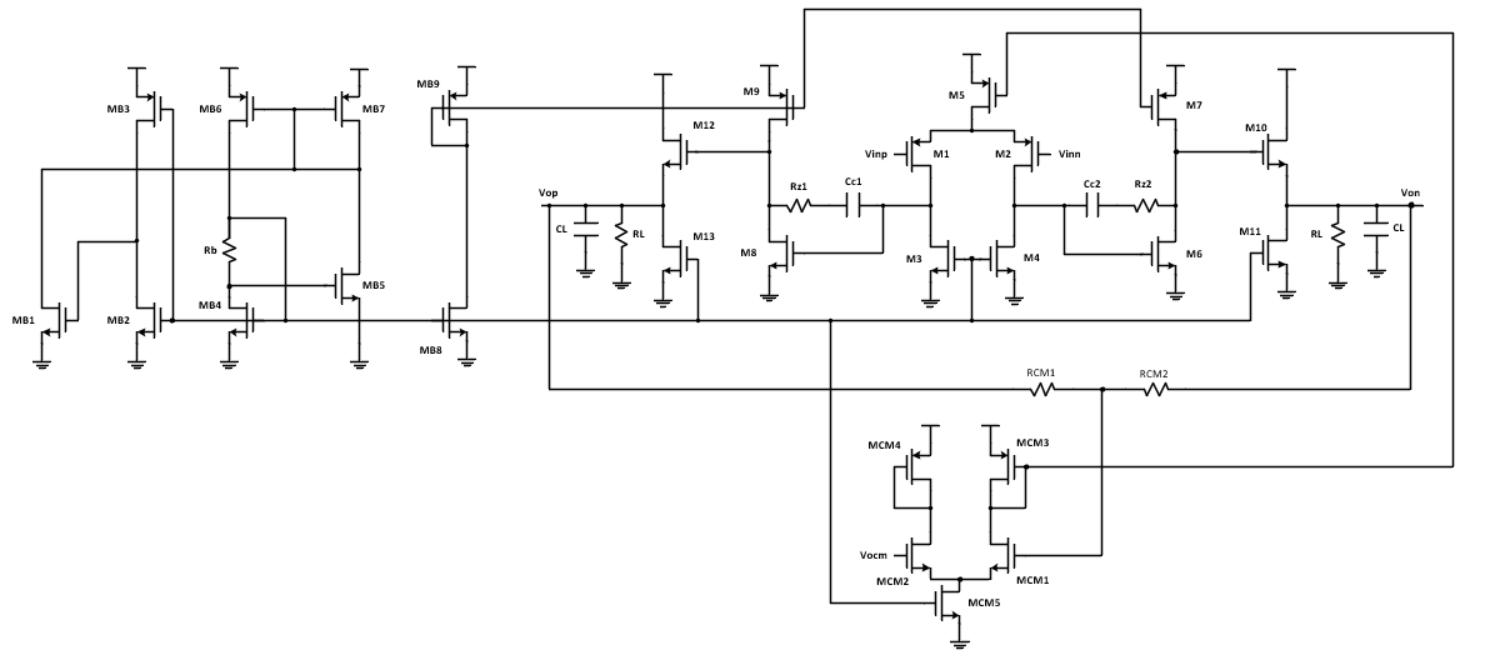 MB9
M9
M5
MB3
MB6
MB7
M7
M12
M10
Vinp
M1
M2
Vinn
Rz1
Cc1
Cc2
Rz2
Vop
Von
CL
RL
M13
M8
M3
M4
M6
M11
RL
CL
Rb
MB5
MB4
MB1
MB2
MB8
RCM1
RCM2
MCM4
MCM3
Vocm
MCM2
MCM1
MCM5